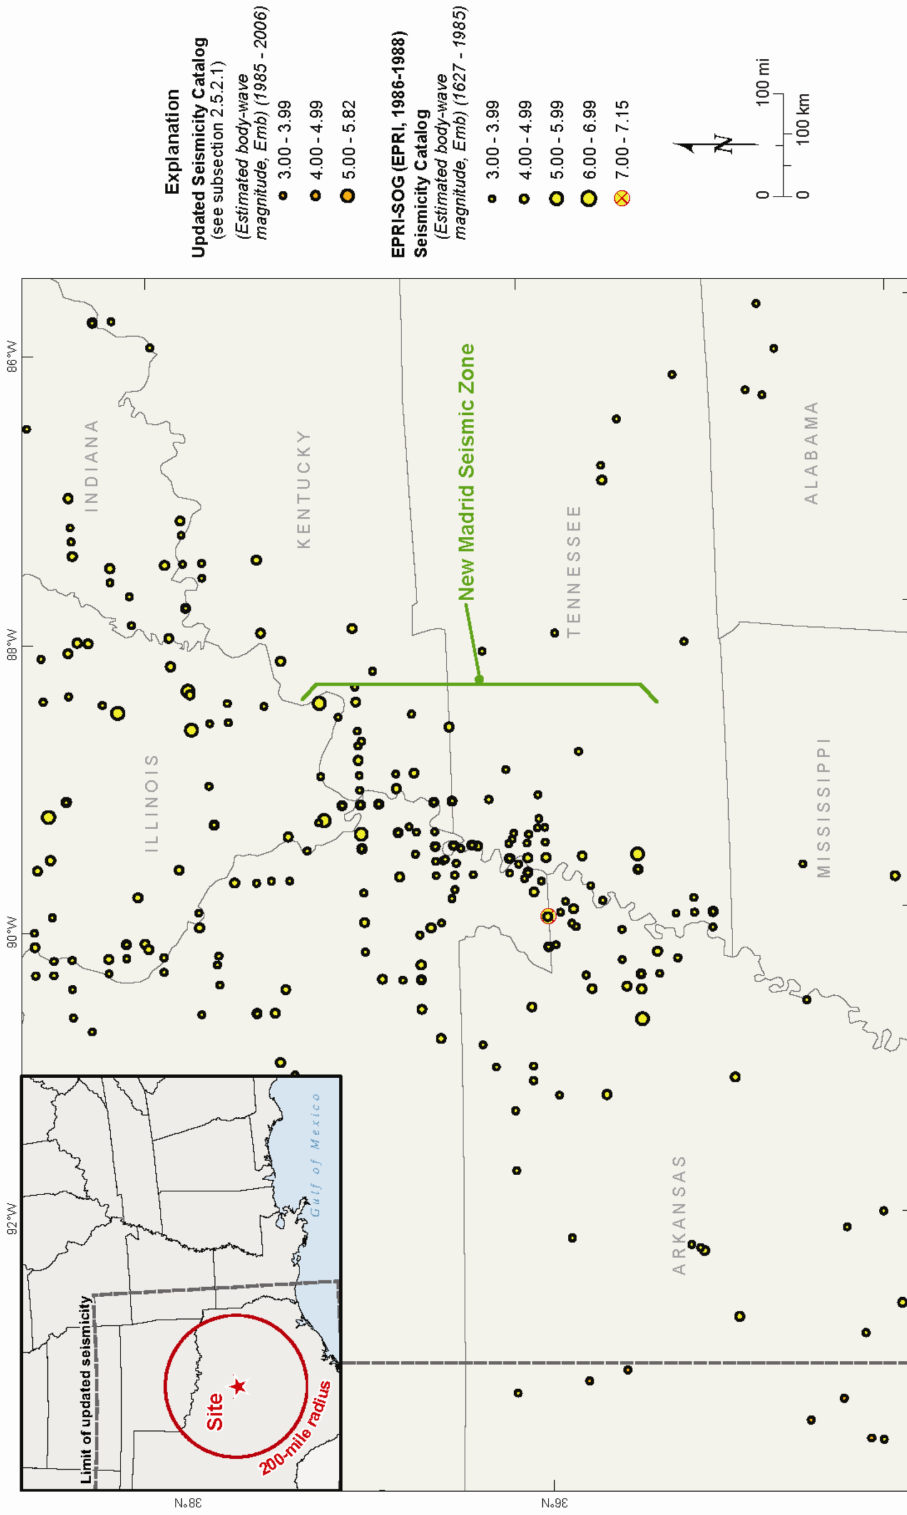 Explanation
Updated Seismicity Catalog
(see subsection 2.5.2.1)
(Estimated body-wave
magnitude, Emb) (1985 - 2006)
3.00 - 3.99
4.00 - 4.99
5.00 - 5.82
EPRI-SOG (EPRI, 1986-1988)
Seismicity Catalog
(Estimated body-wave
magnitude, Emb) (1627 - 1985)
3.00 - 3.99
4.00 - 4.99
5.00 - 5.99
6.00 - 6.99
7.00 - 7.15
N
0 100 mi
0 100 km
92°W
90°W
88°W
86°W
38°N
36°N
INDIANA
ILLINOIS
KENTUCKY
New Madrid Seismic Zone
TENNESSEE
ARKANSAS
MISSISSIPPI
ALABAMA
Limit of updated seismicity
Site
200-mile radius
Gulf of Mexico